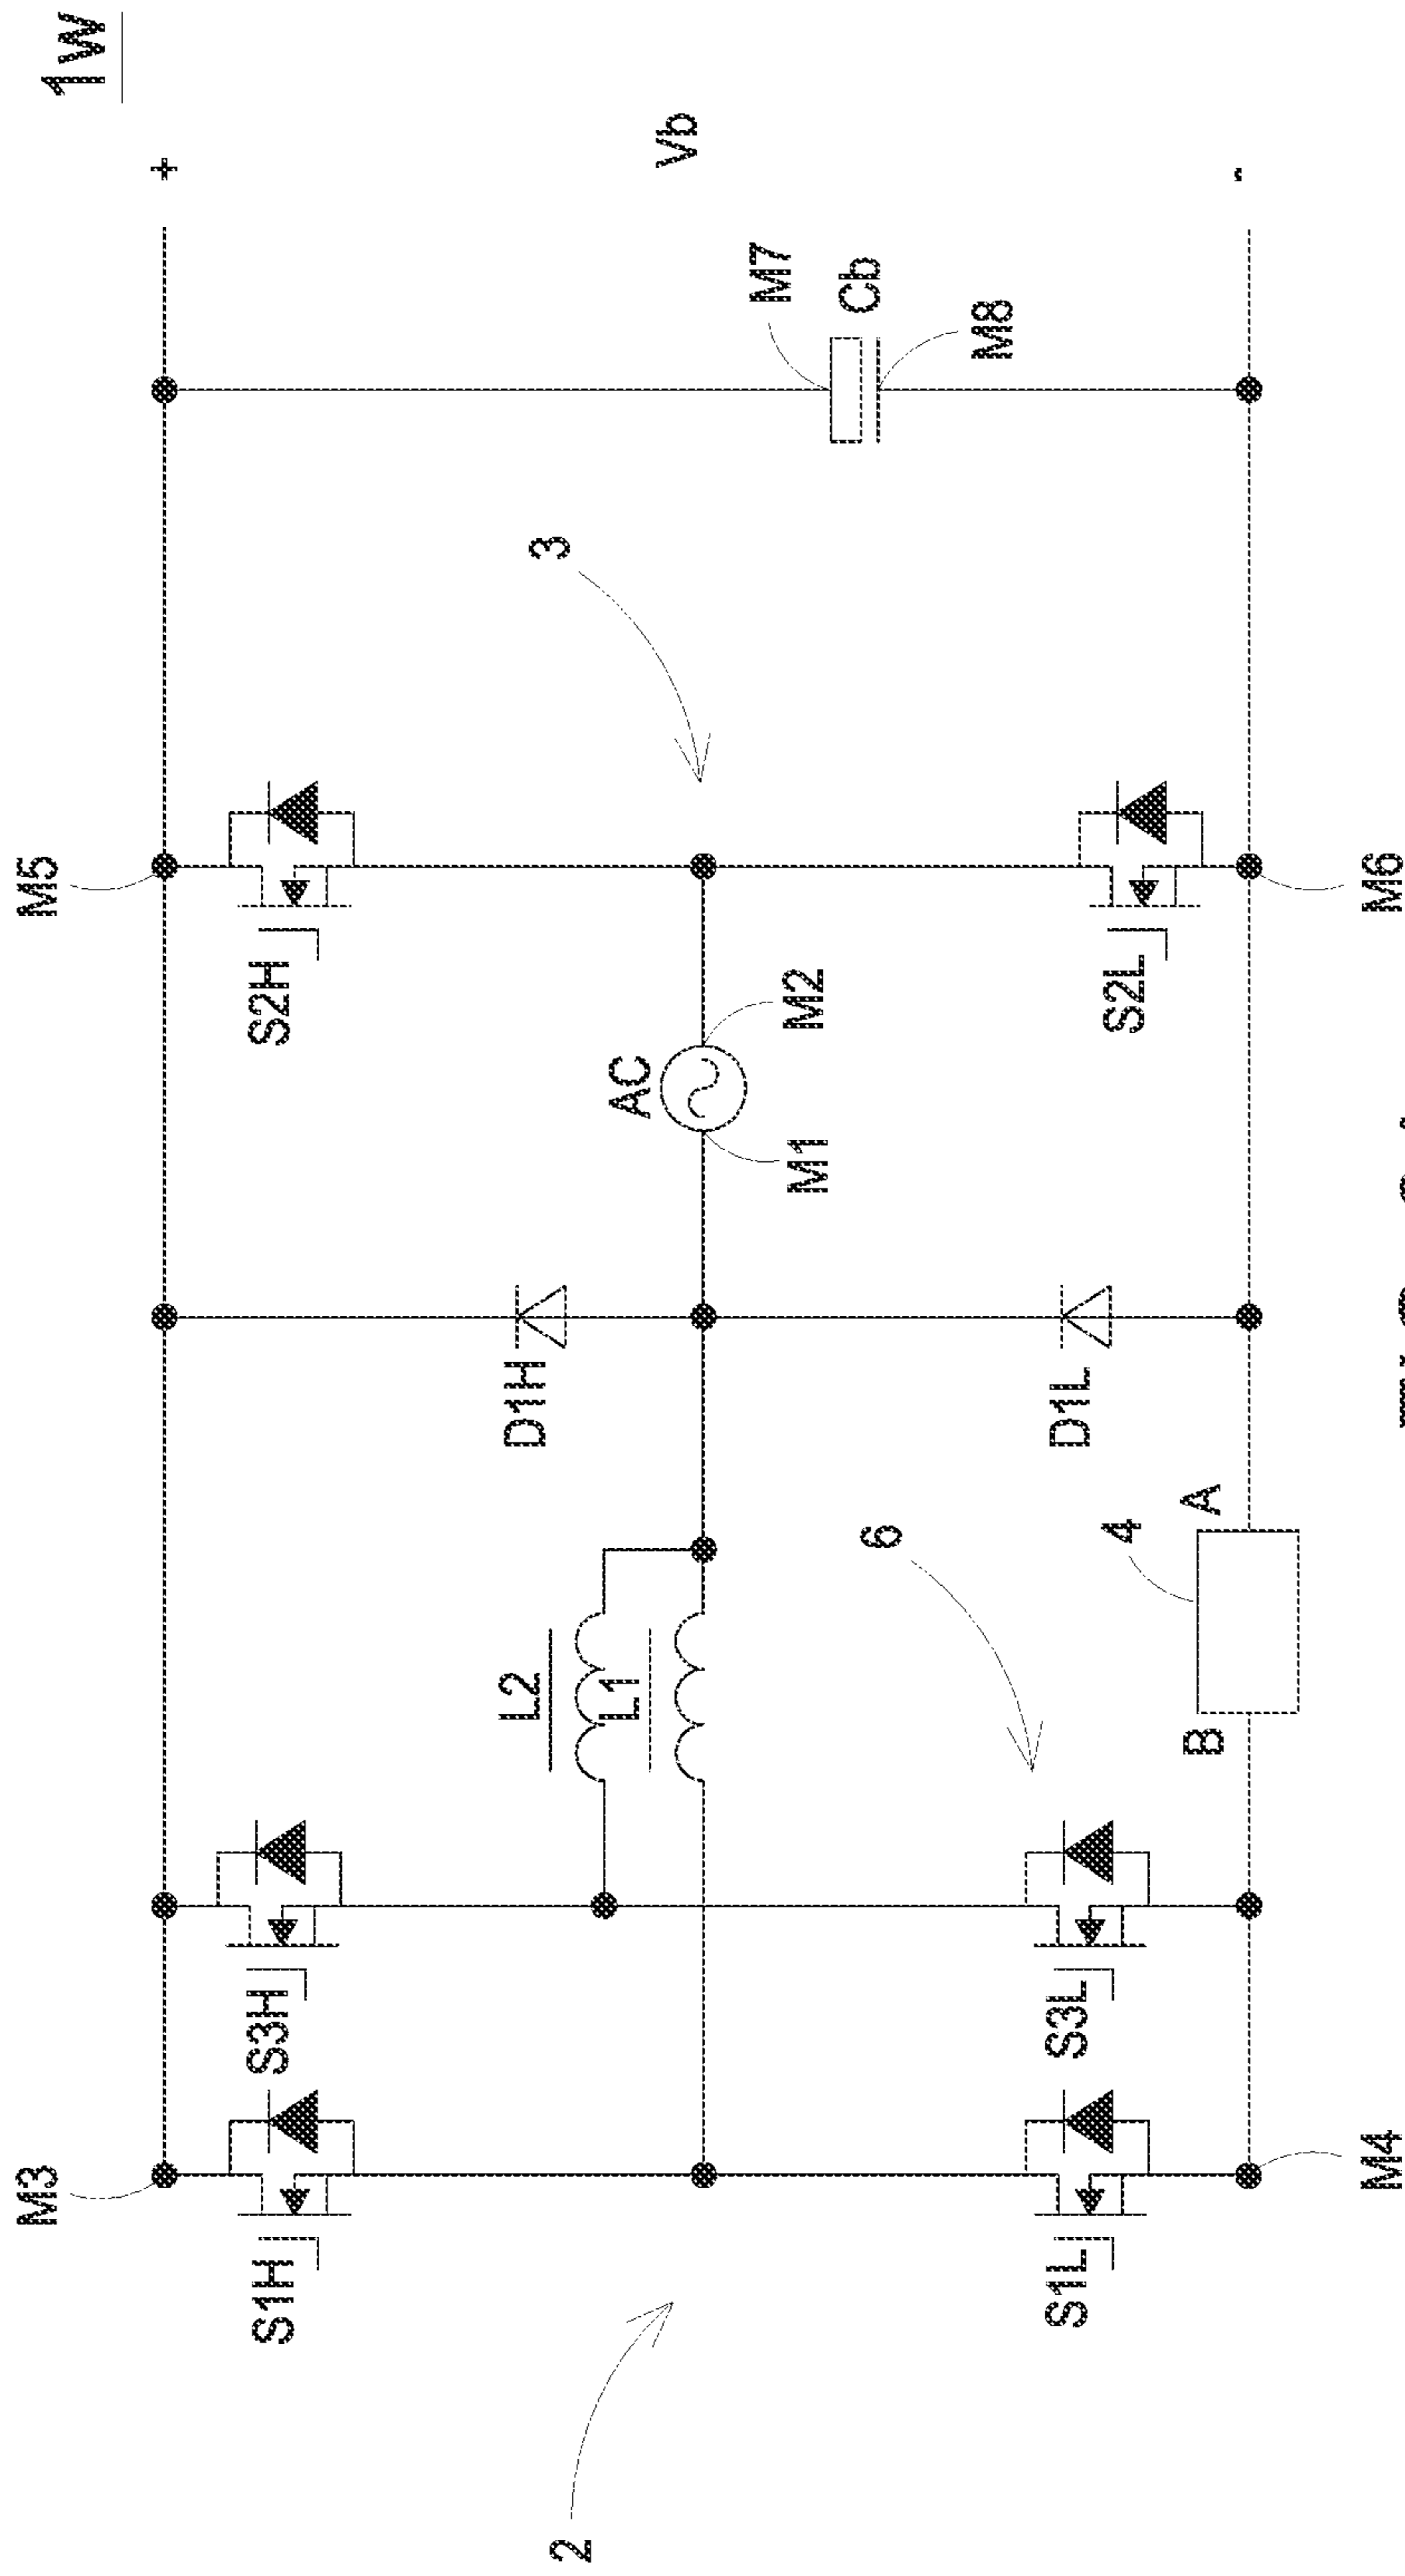 1w
+
Vb
-
M7
Cb
M8
3
M5
S2H
AC
M2
M1
S2L
M6
D1H
D1L
L2
L1
6
4
A
B
S3H
S3L
M3
S1H
S1L
M4
2